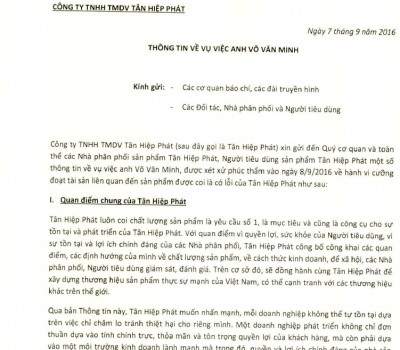 CÔNG TY TNHH TMDV TÂN HIỆP PHÁT
Ngày 7 tháng 9 năm 2016
THÔNG TIN VỀ VỤ VIỆC ANH VÕ VĂN MINH
Kính gửi: - Các cơ quan báo chí, các đài truyền hình
- Các Đối tác, Nhà phân phối và Người tiêu dùng
Công ty TNHH TMDV Tân Hiệp Phát (sau đây gọi là Tân Hiệp Phát) xin gửi đến Quý cơ quan và toàn
thể các Nhà phân phối sản phẩm Tân Hiệp Phát, Người tiêu dùng sản phẩm Tân Hiệp Phát một số
thông tin về vụ việc anh Võ Văn Minh, được xét xử phúc thẩm vào ngày 8/9/2016 về hành vi cưỡng
đoạt tài sản liên quan đến sản phẩm được coi là có lỗi của Tân Hiệp Phát như sau:
I. Quan điểm chung của Tân Hiệp Phát
Tân Hiệp Phát luôn coi chất lượng sản phẩm là yêu cầu số 1, là mục tiêu và cũng là công cụ cho sự
tồn tại và phát triển của Tân Hiệp Phát. Với quan điểm vì quyền lợi, sức khỏe của Người tiêu dùng, vì
sự tồn tại và lợi ích chính đáng của các Nhà phân phối, Tân Hiệp Phát công bố công khai các quan
điểm, các định hướng của mình về chất lượng sản phẩm, về cách thức kinh doanh, để xã hội, các Nhà
phân phối, Người tiêu dùng giám sát, đánh giá. Trên cơ sở đó, sẽ đồng hành cùng Tân Hiệp Phát để
xây dựng thương hiệu sản phẩm thực sự mạnh của Việt Nam, có thể cạnh tranh với các thương hiệu
khác trên thế giới.
Qua bản Thông tin này, Tân Hiệp Phát muốn nhấn mạnh, mỗi doanh nghiệp không thể tự tồn tại dựa
trên việc chỉ chăm lo tránh thiệt hại cho riêng mình. Một doanh nghiệp phát triển không chỉ đơn
thuần dựa vào tính chính trực, thỏa mãn và tôn trọng quyền lợi của khách hàng, mà còn phải dựa
vào một môi trường kinh doanh lành mạnh mà trong đó, quyền và lợi ích chính đáng của